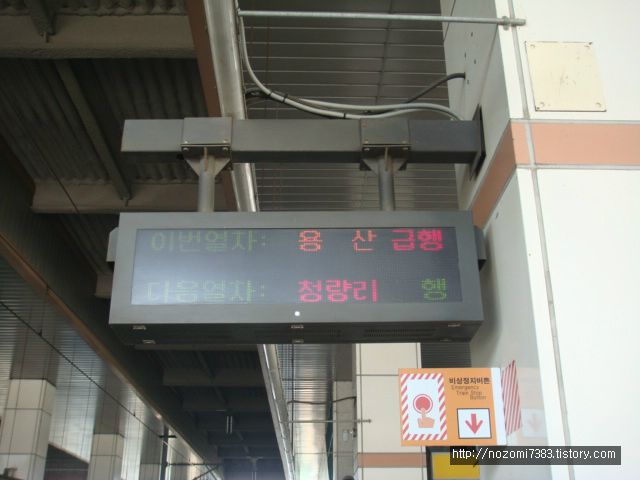 이번열차: 용 산 급행
다음열차: 청량리 행
비상정지버튼
Emergency
Train Stop
Button
http://nozomi7383.tistory.com